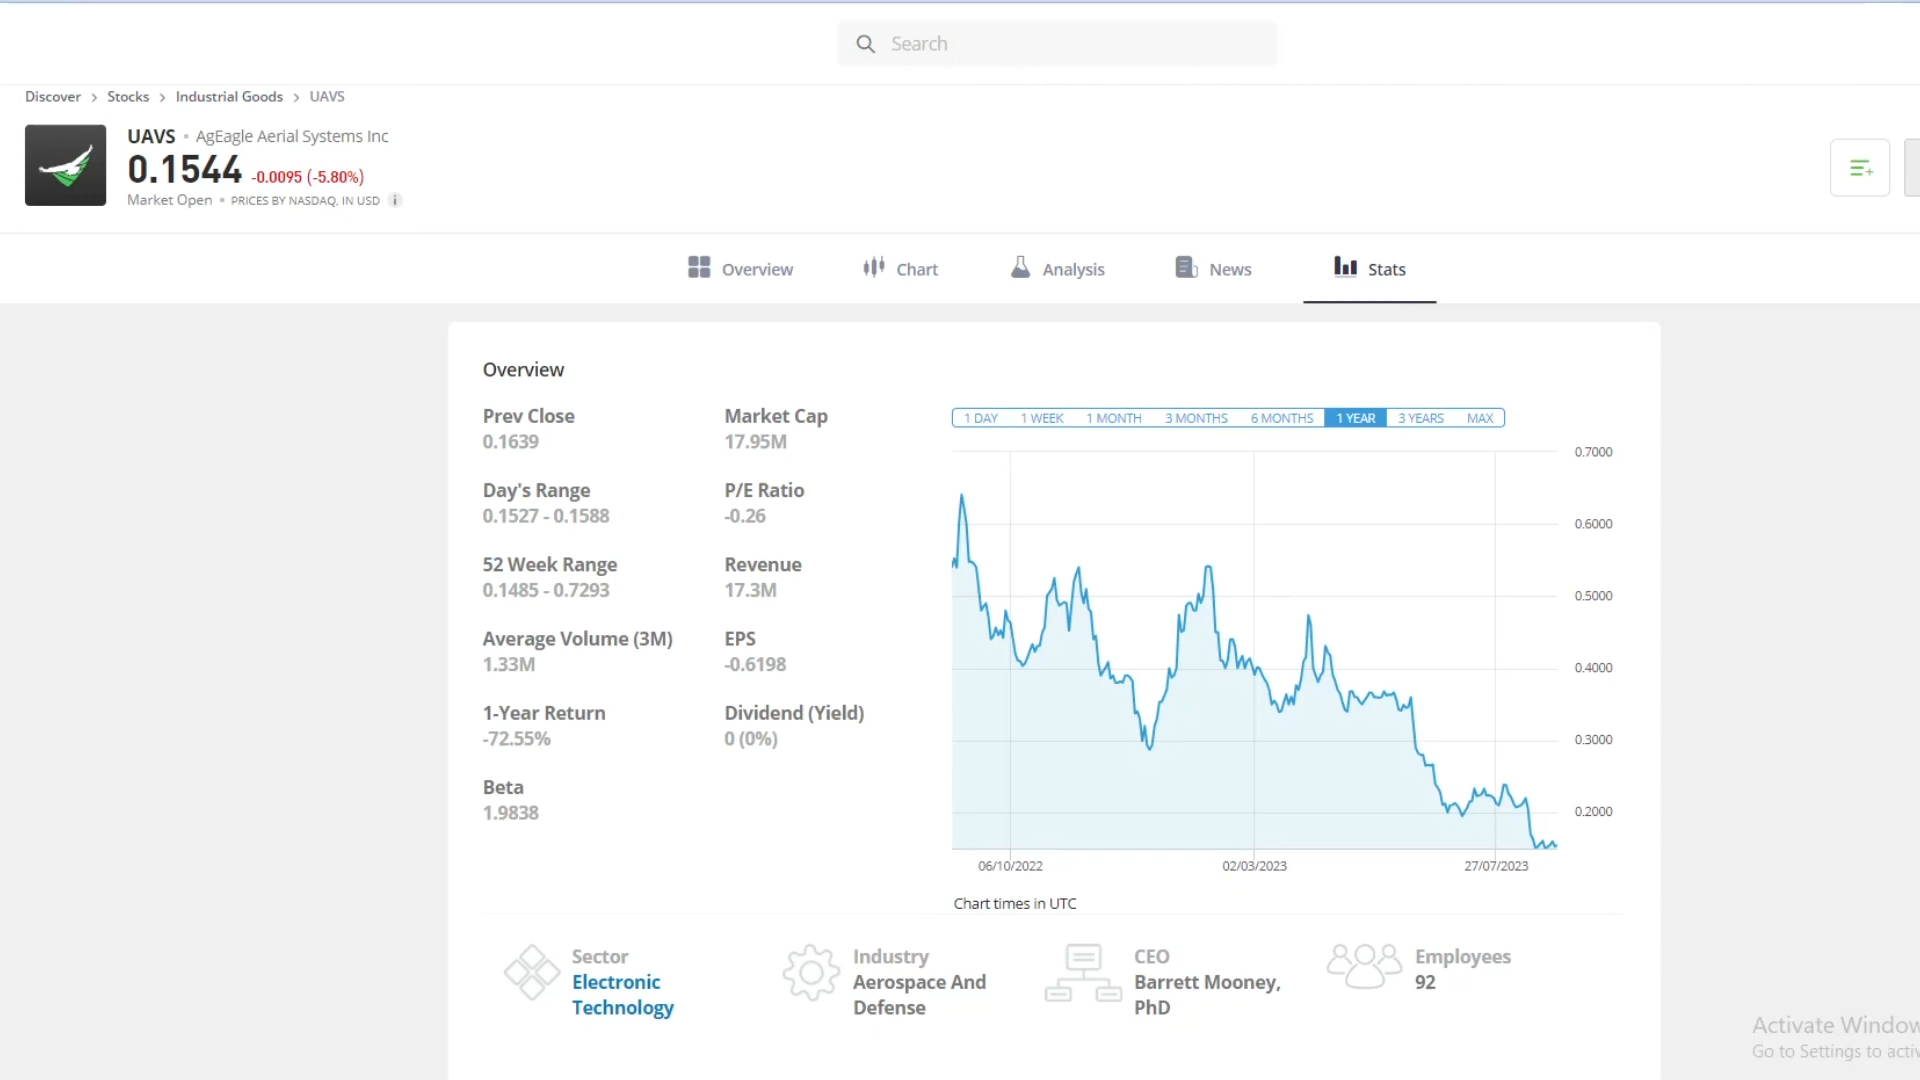 Search
Discover > Stocks > Industrial Goods > UAVS
UAVS • AgEagle Aerial Systems Inc
0.1544 -0.0095 (-5.80%)
Market Open • PRICES BY NASDAQ, IN USD i
Overview Chart Analysis News Stats
Overview
Prev Close
0.1639
Market Cap
17.95M
Day's Range
0.1527 - 0.1588
P/E Ratio
-0.26
52 Week Range
0.1485 - 0.7293
Revenue
17.3M
Average Volume (3M)
1.33M
EPS
-0.6198
1-Year Return
-72.55%
Dividend (Yield)
0 (0%)
Beta
1.9838
1 DAY 1 WEEK 1 MONTH 3 MONTHS 6 MONTHS 1 YEAR 3 YEARS MAX
0.7000
0.6000
0.5000
0.4000
0.3000
0.2000
06/10/2022 02/03/2023 27/07/2023
Chart times in UTC
Sector
Electronic
Technology
Industry
Aerospace And
Defense
CEO
Barrett Mooney,
PhD
Employees
92
Activate Window
Go to Settings to activ